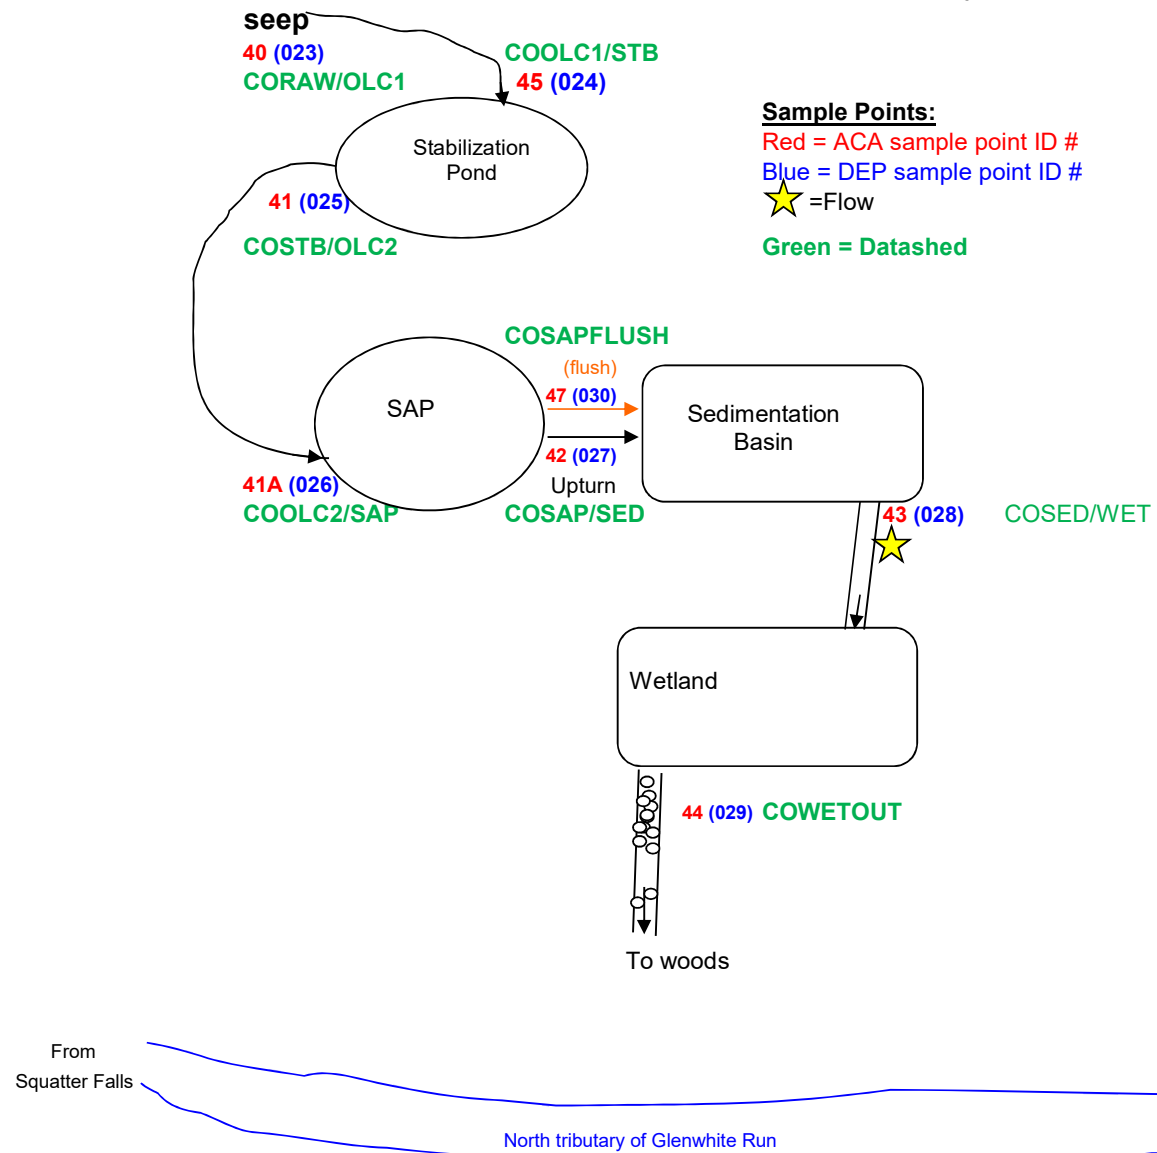 seep
40 (023)
CORAW/OLC1
COOLC1/STB
45 (024)
Sample Points:
Red = ACA sample point ID #
Blue = DEP sample point ID #
=Flow
Green = Datashed
Stabilization
Pond
41 (025)
COSTB/OLC2
COSAPFLUSH
(flush)
47 (030)
SAP
Sedimentation
Basin
42 (027)
Upturn
COSAP/SED
41A (026)
COOLC2/SAP
43 (028)
COSED/WET
Wetland
44 (029) COWETOUT
To woods
From
Squatter Falls
North tributary of Glenwhite Run